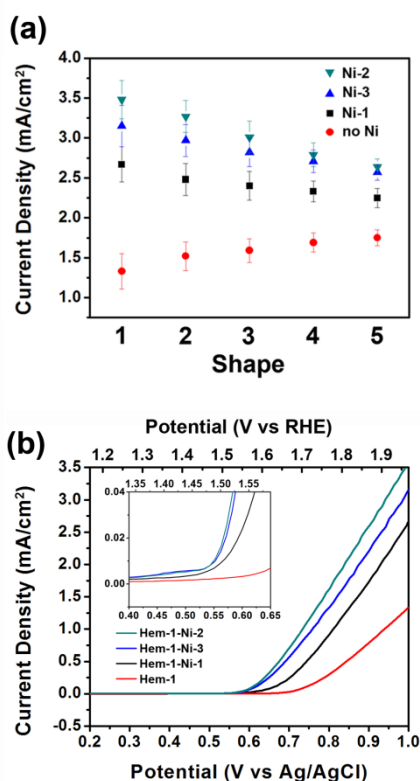 (a)
4.0
3.5
3.0
2.5
2.0
1.5
1.0
Current Density (mA/cm²)
Ni-2
Ni-3
Ni-1
no Ni
1 2 3 4 5
Shape
(b)
Potential (V vs RHE)
1.2 1.3 1.4 1.5 1.6 1.7 1.8 1.9
3.5
3.0
2.5
2.0
1.5
1.0
0.5
0.0
-0.5
Current Density (mA/cm²)
1.35 1.40 1.45 1.50 1.55
0.04
0.02
0.00
0.40 0.45 0.50 0.55 0.60 0.65
Hem-1-Ni-2
Hem-1-Ni-3
Hem-1-Ni-1
Hem-1
0.2 0.3 0.4 0.5 0.6 0.7 0.8 0.9 1.0
Potential (V vs Ag/AgCl)